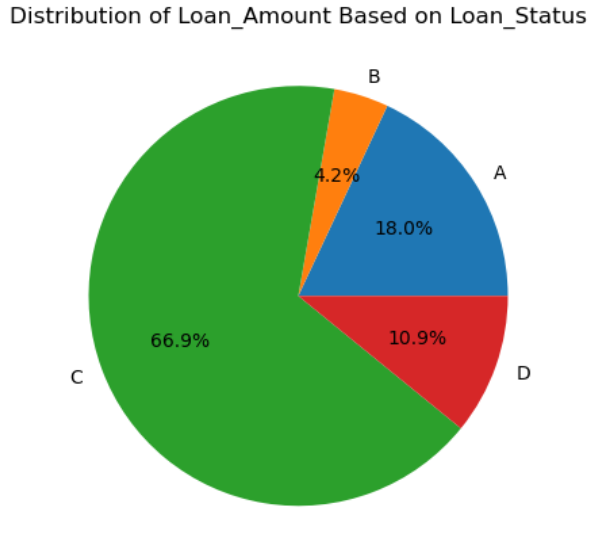 Distribution of Loan_Amount Based on Loan_Status
B
A
4.2%
18.0%
66.9%
10.9%
C
D